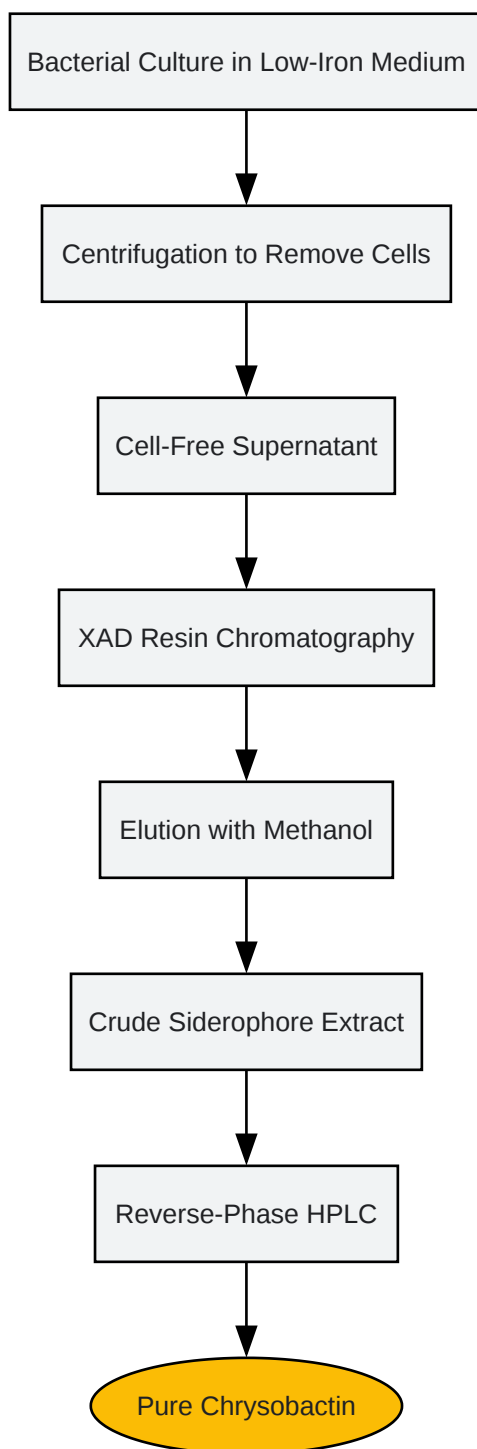 Bacterial Culture in Low-Iron Medium
Centrifugation to Remove Cells
Cell-Free Supernatant
XAD Resin Chromatography
Elution with Methanol
Crude Siderophore Extract
Reverse-Phase HPLC
Pure Chrysobactin